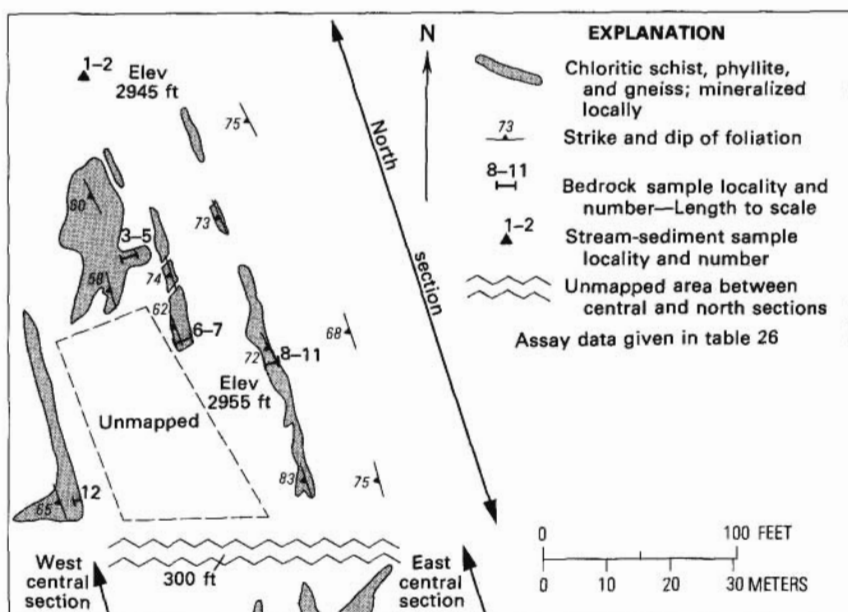 1–2
Elev
2945 ft
75
60
3–5
73
74
58
62
6–7
72
8–11
68
Elev
2955 ft
Unmapped
83
75
65
12
West
central
section
300 ft
East
central
section
North
section
N
EXPLANATION
Chloritic schist, phyllite,
and gneiss; mineralized
locally
73
Strike and dip of foliation
8–11
Bedrock sample locality and
number—Length to scale
1–2
Stream-sediment sample
locality and number
Unmapped area between
central and north sections
Assay data given in table 26
0 100 FEET
0 10 20 30 METERS